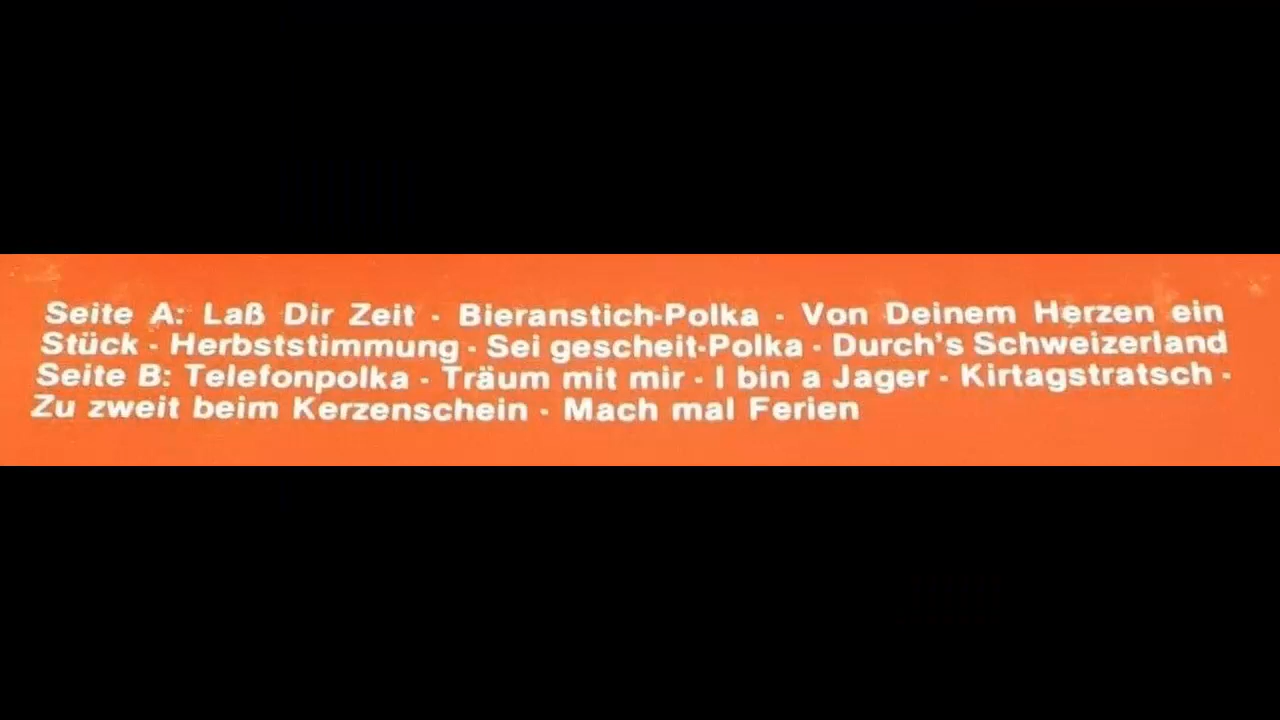 Seite A: Laß Dir Zeit - Bieranstich-Polka - Von Deinem Herzen ein
Stück - Herbststimmung - Sei gescheit-Polka - Durch's Schweizerland
Seite B: Telefonpolka - Träum mit mir - I bin a Jager - Kirtagstratsch -
Zu zweit beim Kerzenschein - Mach mal Ferien